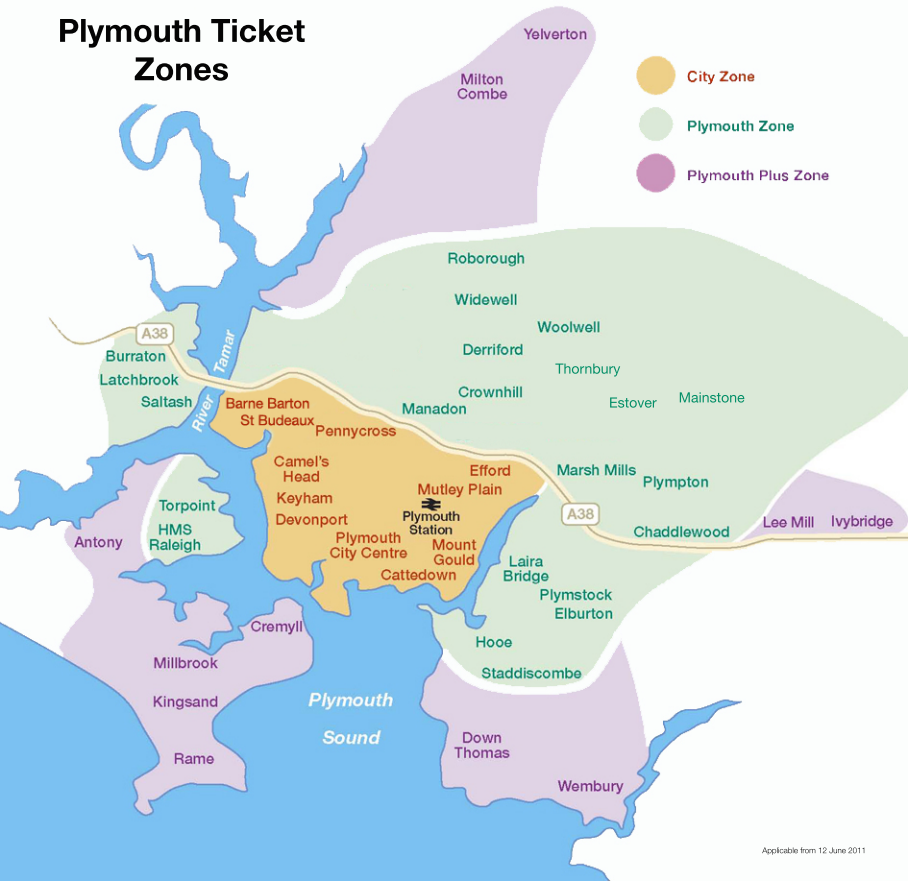 Plymouth Ticket
Zones
Yelverton
Milton
Combe
City Zone
Plymouth Zone
Plymouth Plus Zone
Roborough
Widewell
Woolwell
A38
Tamar
River
Burraton
Latchbrook
Saltash
Derriford
Thornbury
Crownhill
Manadon
Estover
Mainstone
Barne Barton
St Budeaux
Pennycross
Camel's
Head
Keyham
Devonport
Efford
Mutley Plain
Plymouth
Station
Plymouth
City Centre
Mount
Gould
Cattedown
Marsh Mills
Plympton
A38
Chaddlewood
Lee Mill
Ivybridge
Torpoint
HMS
Raleigh
Antony
Laira
Bridge
Plymstock
Elburton
Hooe
Staddiscombe
Cremyll
Millbrook
Kingsand
Rame
Plymouth
Sound
Down
Thomas
Wembury
Applicable from 12 June 2011